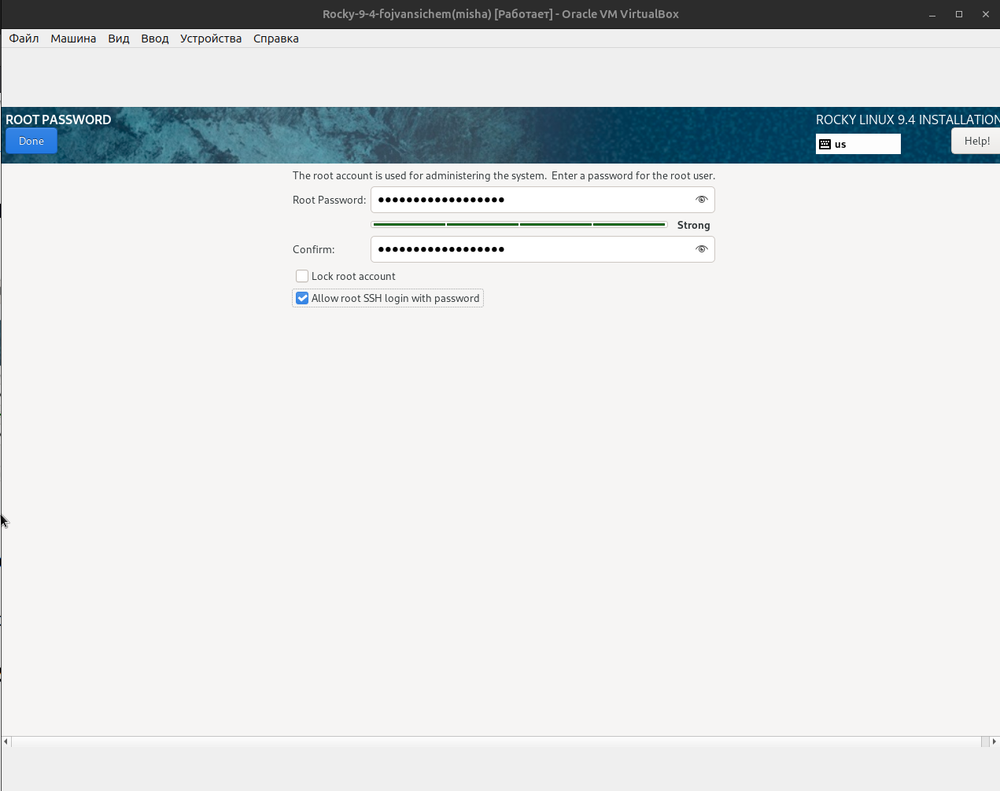 Rocky-9-4-fojvansichem(misha) [Работает] - Oracle VM VirtualBox
Файл Машина Вид Ввод Устройства Справка
ROOT PASSWORD
ROCKY LINUX 9.4 INSTALLATION
Done
us
Help!
The root account is used for administering the system. Enter a password for the root user.
Root Password: ●●●●●●●●●●●●●●●●●●
Strong
Confirm: ●●●●●●●●●●●●●●●●●●
Lock root account
Allow root SSH login with password